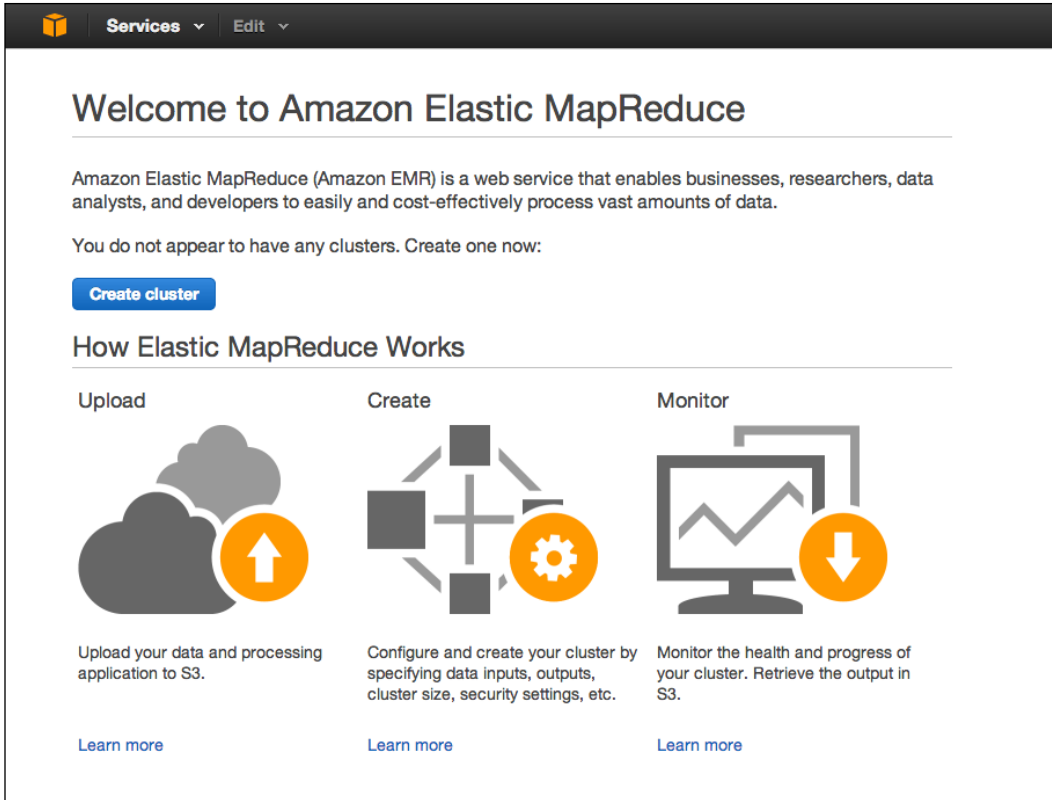 Services Edit
Welcome to Amazon Elastic MapReduce
Amazon Elastic MapReduce (Amazon EMR) is a web service that enables businesses, researchers, data
analysts, and developers to easily and cost-effectively process vast amounts of data.
You do not appear to have any clusters. Create one now:
Create cluster
How Elastic MapReduce Works
Upload
Upload your data and processing
application to S3.
Learn more
Create
Configure and create your cluster by
specifying data inputs, outputs,
cluster size, security settings, etc.
Learn more
Monitor
Monitor the health and progress of
your cluster. Retrieve the output in
S3.
Learn more